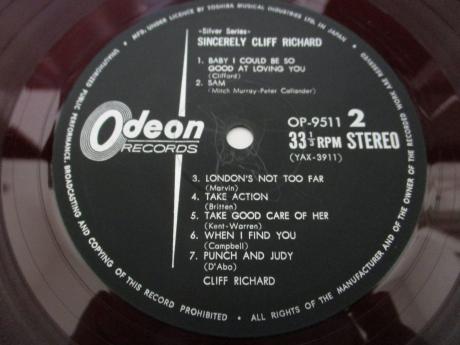 MFD. UNDER LICENCE BY TOSHIBA MUSICAL INDUSTRIES LTD. IN JAPAN • ALL RIGHTS OF THE MANUFACTURER AND OF THE OWNER OF THE RECORDED WORK ARE RESERVED
UNAUTHORISED PUBLIC PERFORMANCE, BROADCASTING AND COPYING OF THIS RECORD PROHIBITED •
-Silver Series-
SINCERELY CLIFF RICHARD
1. BABY I COULD BE SO
GOOD AT LOVING YOU
(Clifford)
2. SAM
(Mitch Murray-Peter Callander)
Odeon
RECORDS
OP-9511 2
33 1/3 RPM STEREO
(YAX-3911)
3. LONDON'S NOT TOO FAR
(Marvin)
4. TAKE ACTION
(Britten)
5. TAKE GOOD CARE OF HER
(Kent-Warren)
6. WHEN I FIND YOU
(Campbell)
7. PUNCH AND JUDY
(D'Abo)
CLIFF RICHARD